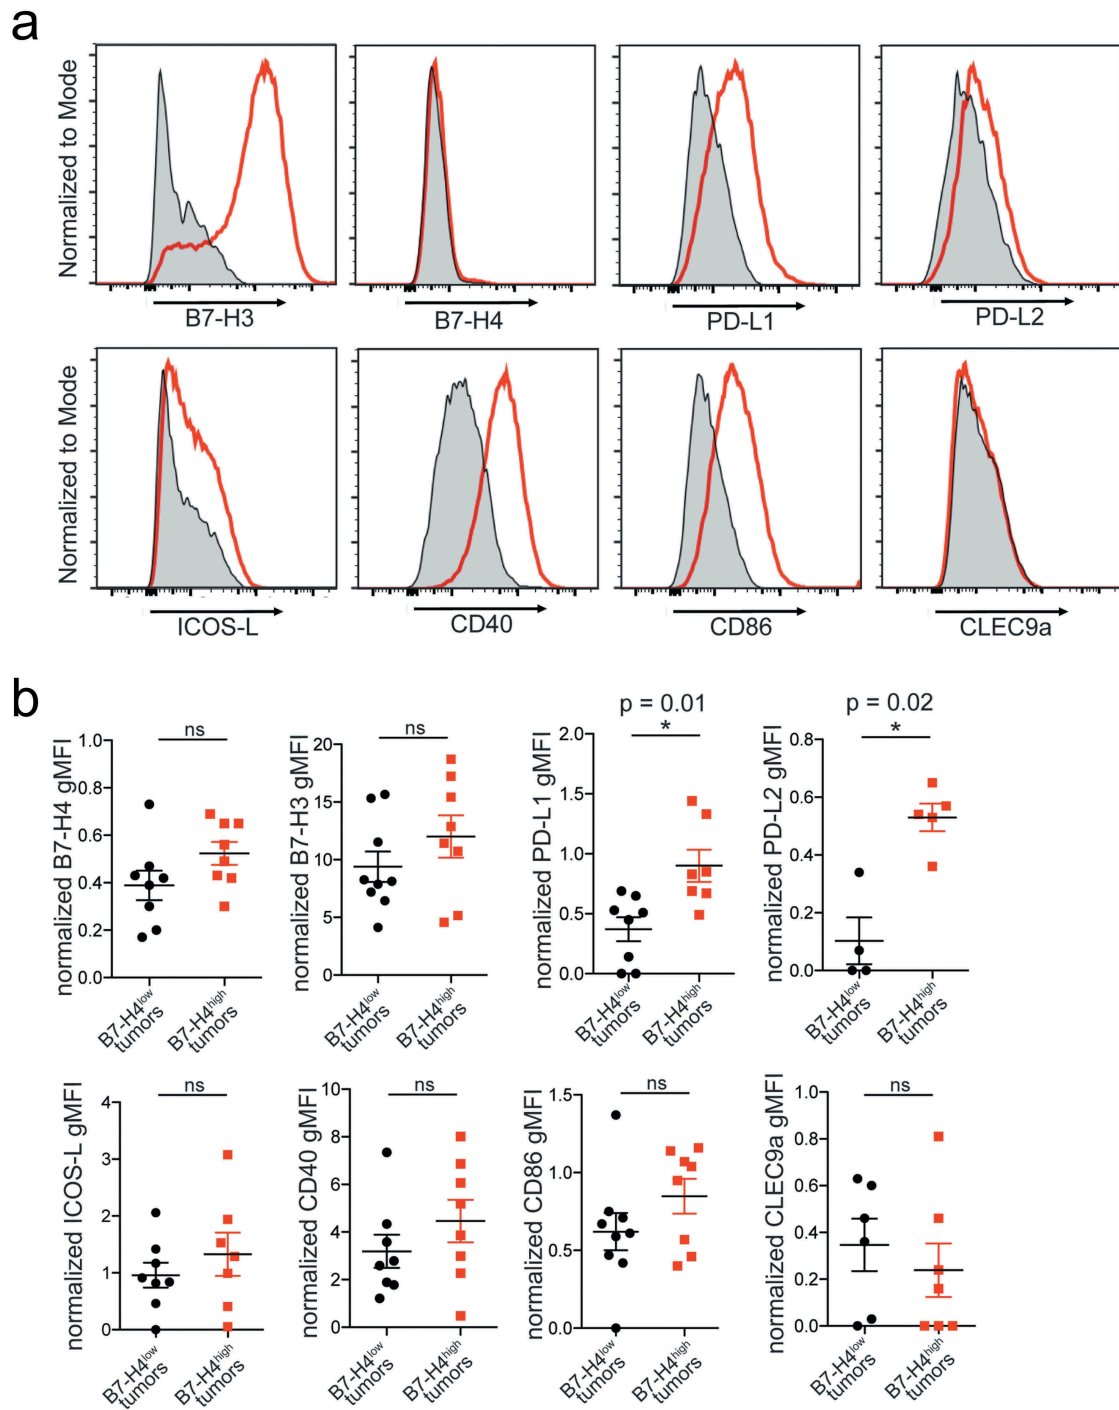 a
Normalized to Mode
B7-H3
B7-H4
PD-L1
PD-L2
Normalized to Mode
ICOS-L
CD40
CD86
CLEC9a
b
normalized B7-H4 gMFI
1.0
0.8
0.6
0.4
0.2
0.0
ns
B7-H4low
tumors
B7-H4high
tumors
normalized B7-H3 gMFI
20
15
10
5
0
ns
B7-H4low
tumors
B7-H4high
tumors
p = 0.01
*
normalized PD-L1 gMFI
2.0
1.5
1.0
0.5
0.0
B7-H4low
tumors
B7-H4high
tumors
p = 0.02
*
normalized PD-L2 gMFI
0.8
0.6
0.4
0.2
0.0
B7-H4low
tumors
B7-H4high
tumors
normalized ICOS-L gMFI
4
3
2
1
0
ns
B7-H4low
tumors
B7-H4high
tumors
normalized CD40 gMFI
10
8
6
4
2
0
ns
B7-H4low
tumors
B7-H4high
tumors
normalized CD86 gMFI
1.5
1.0
0.5
0.0
ns
B7-H4low
tumors
B7-H4high
tumors
normalized CLEC9a gMFI
1.0
0.8
0.6
0.4
0.2
0.0
ns
B7-H4low
tumors
B7-H4high
tumors